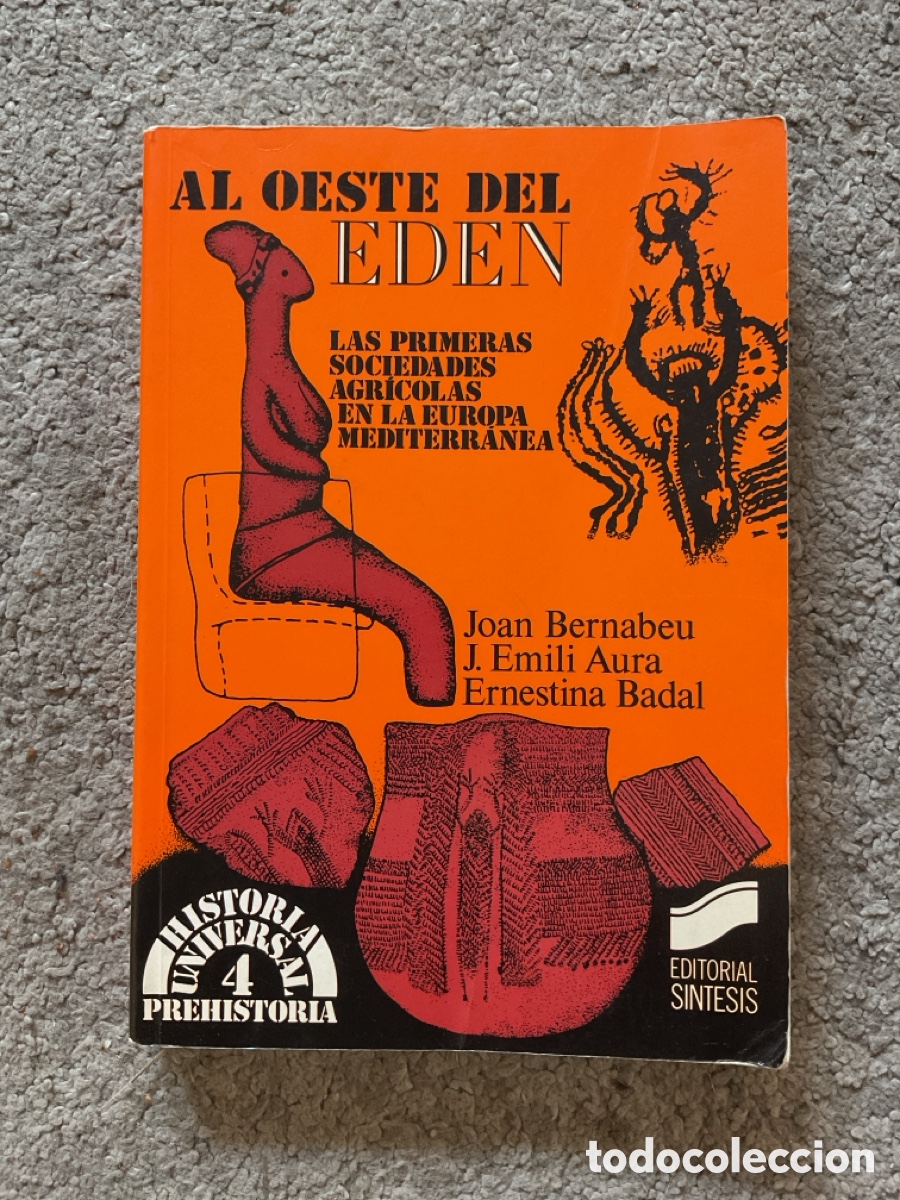 AL OESTE DEL
EDEN
LAS PRIMERAS
SOCIEDADES
AGRÍCOLAS
EN LA EUROPA
MEDITERRÁNEA
Joan Bernabeu
J. Emili Aura
Ernestina Badal
HISTORIA
UNIVERSAL
4
PREHISTORIA
EDITORIAL
SINTESIS
todocoleccion